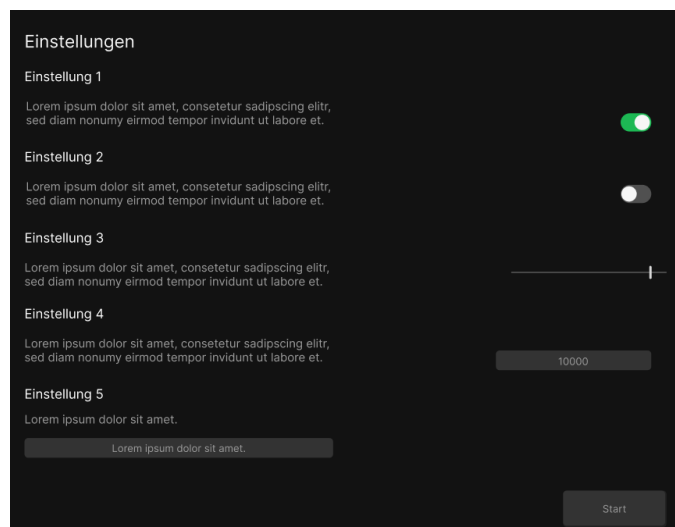 Einstellungen
Einstellung 1
Lorem ipsum dolor sit amet, consetetur sadipscing elitr,
sed diam nonumy eirmod tempor invidunt ut labore et.
Einstellung 2
Lorem ipsum dolor sit amet, consetetur sadipscing elitr,
sed diam nonumy eirmod tempor invidunt ut labore et.
Einstellung 3
Lorem ipsum dolor sit amet, consetetur sadipscing elitr,
sed diam nonumy eirmod tempor invidunt ut labore et.
Einstellung 4
Lorem ipsum dolor sit amet, consetetur sadipscing elitr,
sed diam nonumy eirmod tempor invidunt ut labore et.
10000
Einstellung 5
Lorem ipsum dolor sit amet.
Lorem ipsum dolor sit amet.
Start